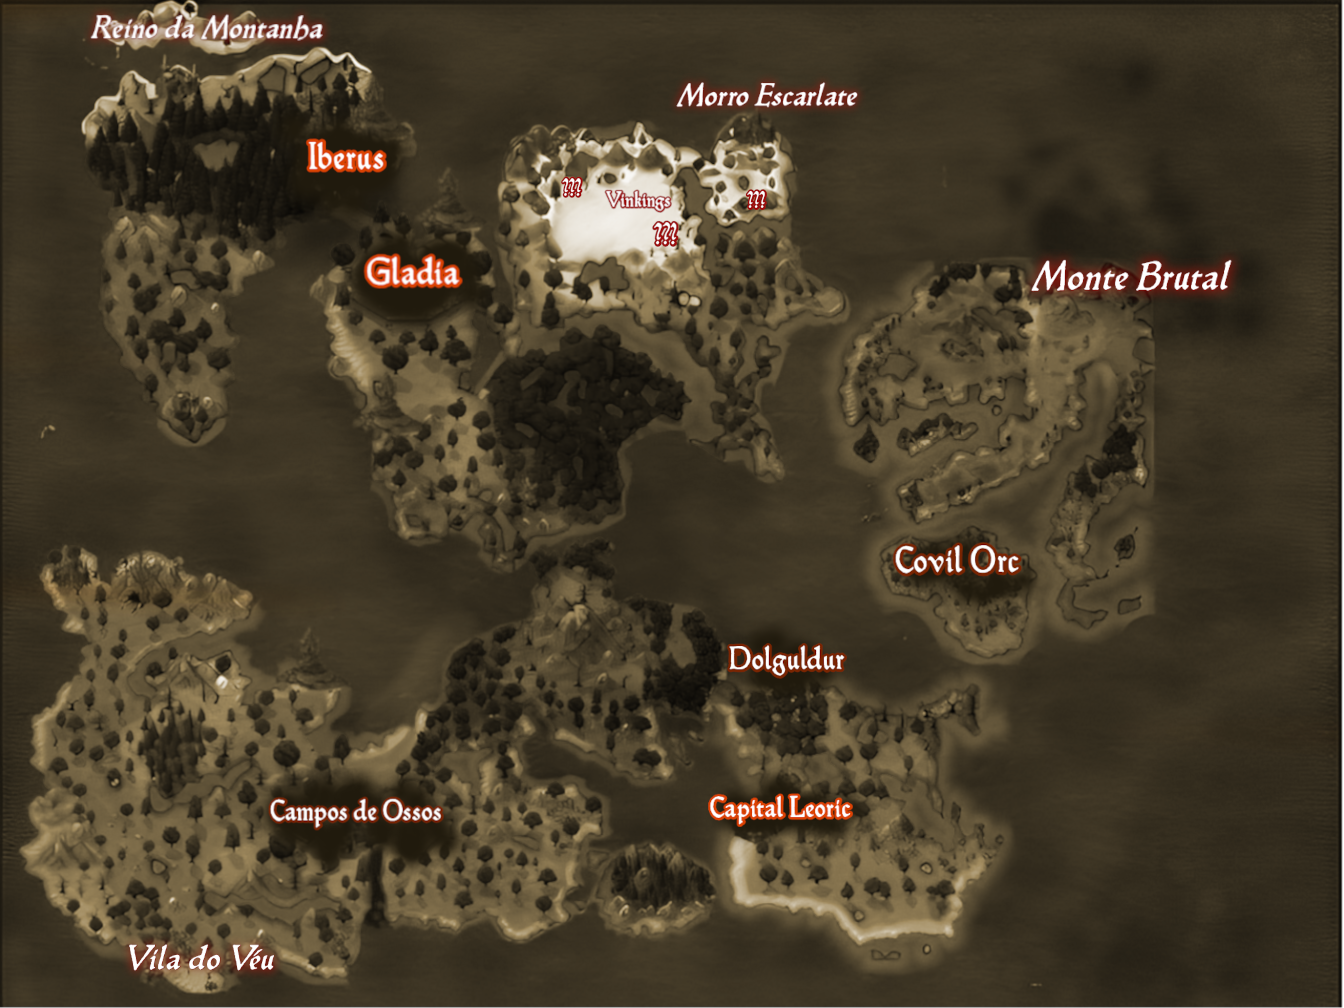 Reino da Montanha
Morro Escarlate
Iberus
???
Vinkings
???
???
Gladia
Monte Brutal
Covil Orc
Dolguldur
Campos de Ossos
Capital Leoric
Vila do Véu